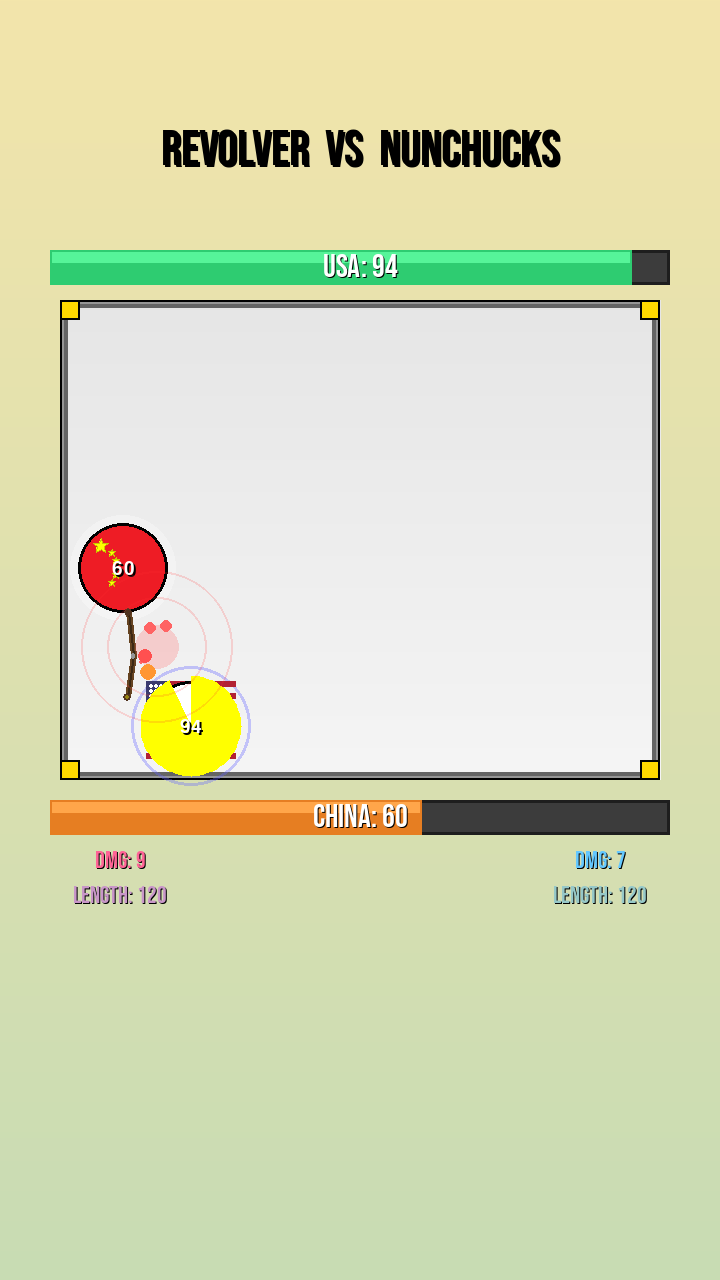 REVOLVER VS NUNCHUCKS
USA: 94
60
94
CHINA: 60
DMG: 9
DMG: 7
LENGTH: 120
LENGTH: 120